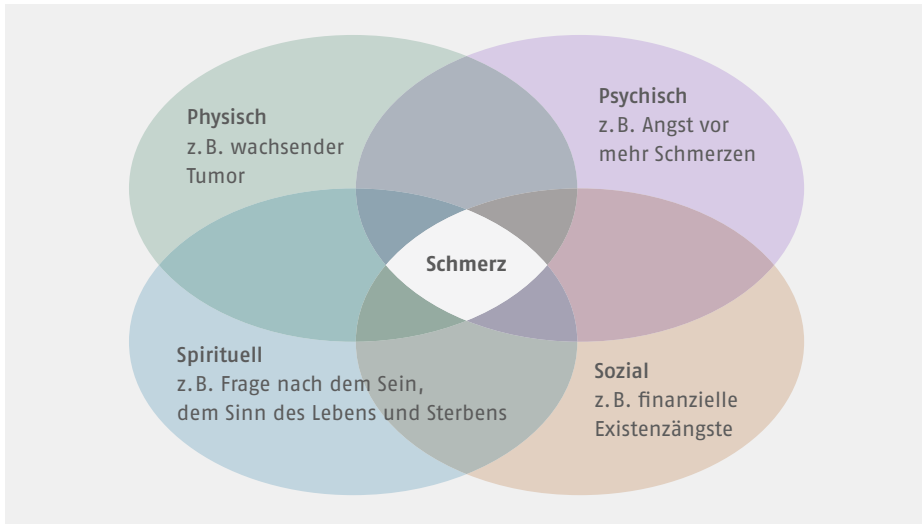 Physisch
z. B. wachsender
Tumor
Psychisch
z. B. Angst vor
mehr Schmerzen
Schmerz
Spirituell
z. B. Frage nach dem Sein,
dem Sinn des Lebens und Sterbens
Sozial
z. B. finanzielle
Existenzängste